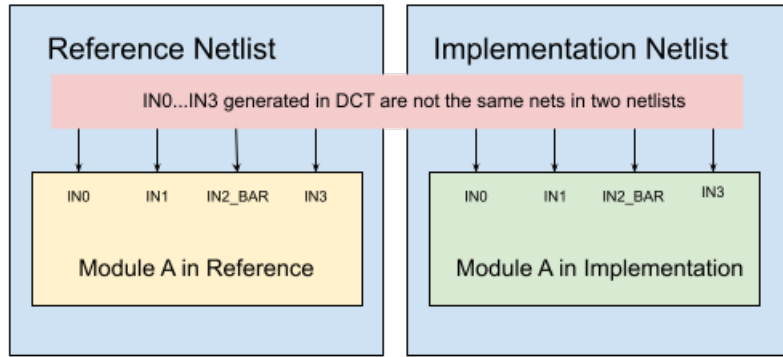 Reference Netlist
Implementation Netlist
IN0...IN3 generated in DCT are not the same nets in two netlists
IN0 IN1 IN2_BAR IN3
IN0 IN1 IN2_BAR IN3
Module A in Reference
Module A in Implementation